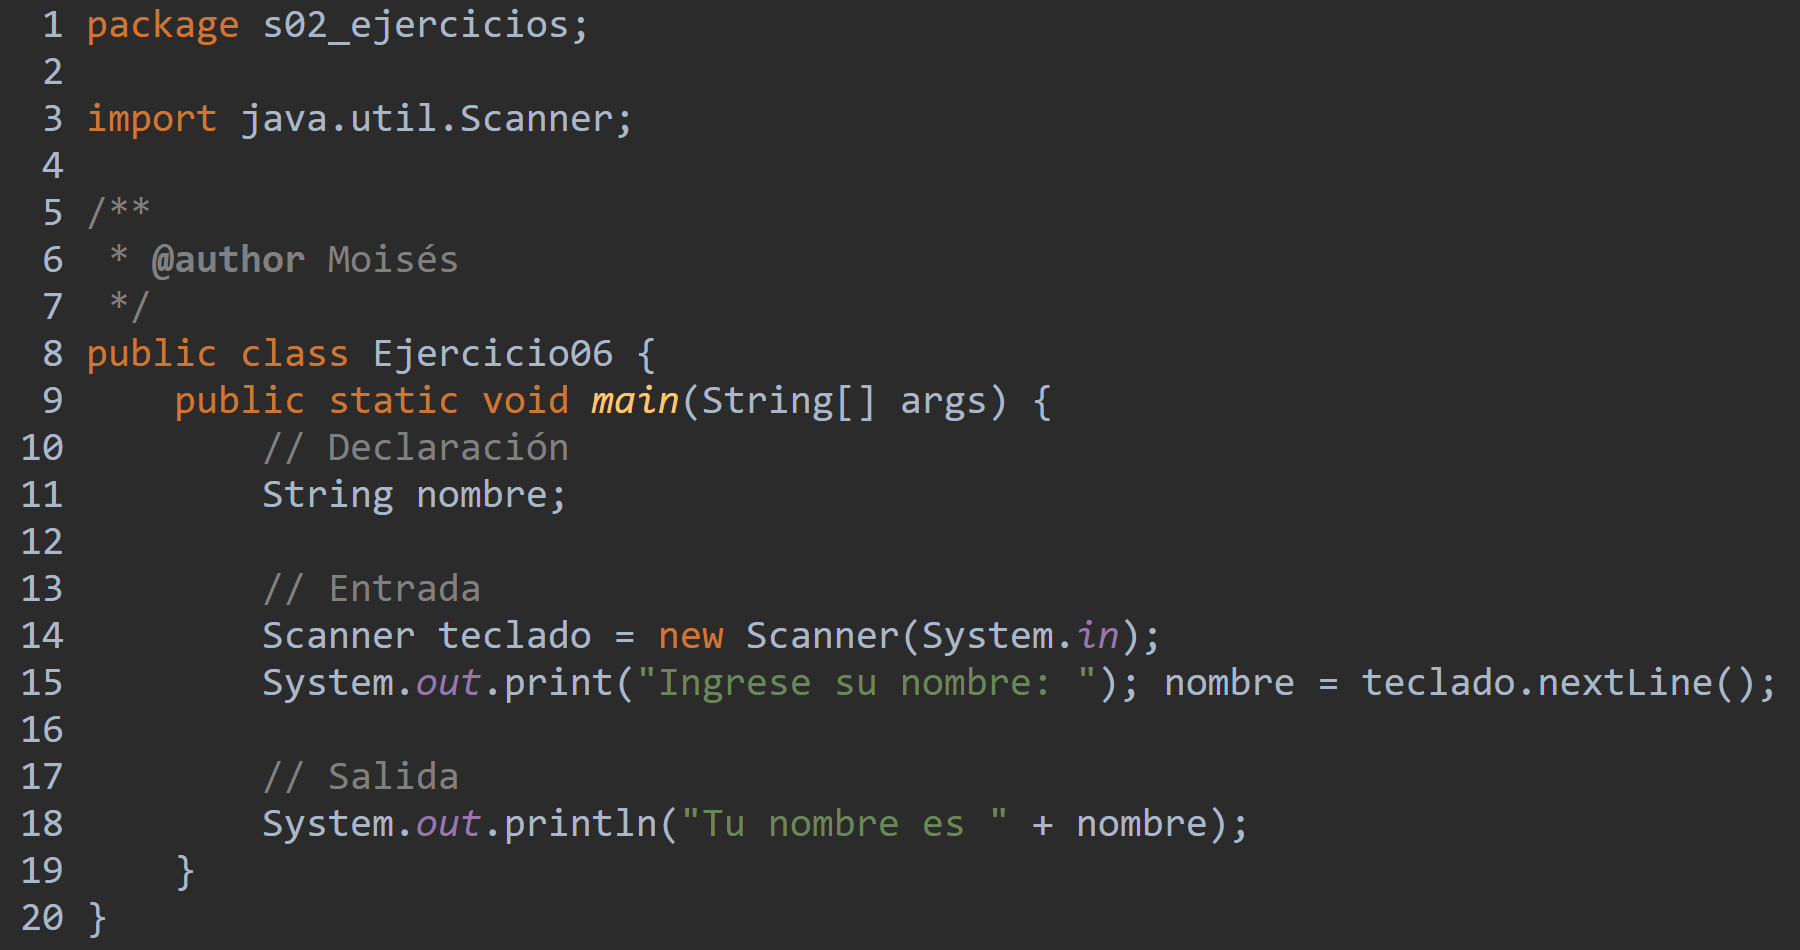 1 package s02_ejercicios;
2
3 import java.util.Scanner;
4
5 /**
6  * @author Moisés
7  */
8 public class Ejercicio06 {
9     public static void main(String[] args) {
10         // Declaración
11         String nombre;
12
13         // Entrada
14         Scanner teclado = new Scanner(System.in);
15         System.out.print("Ingrese su nombre: "); nombre = teclado.nextLine();
16
17         // Salida
18         System.out.println("Tu nombre es " + nombre);
19     }
20 }